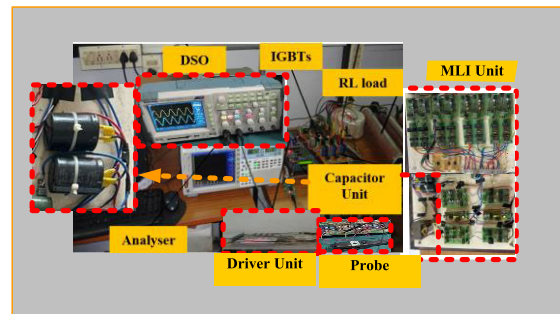 DSO
IGBTs
RL load
MLI Unit
Capacitor
Unit
Analyser
Driver Unit
Probe